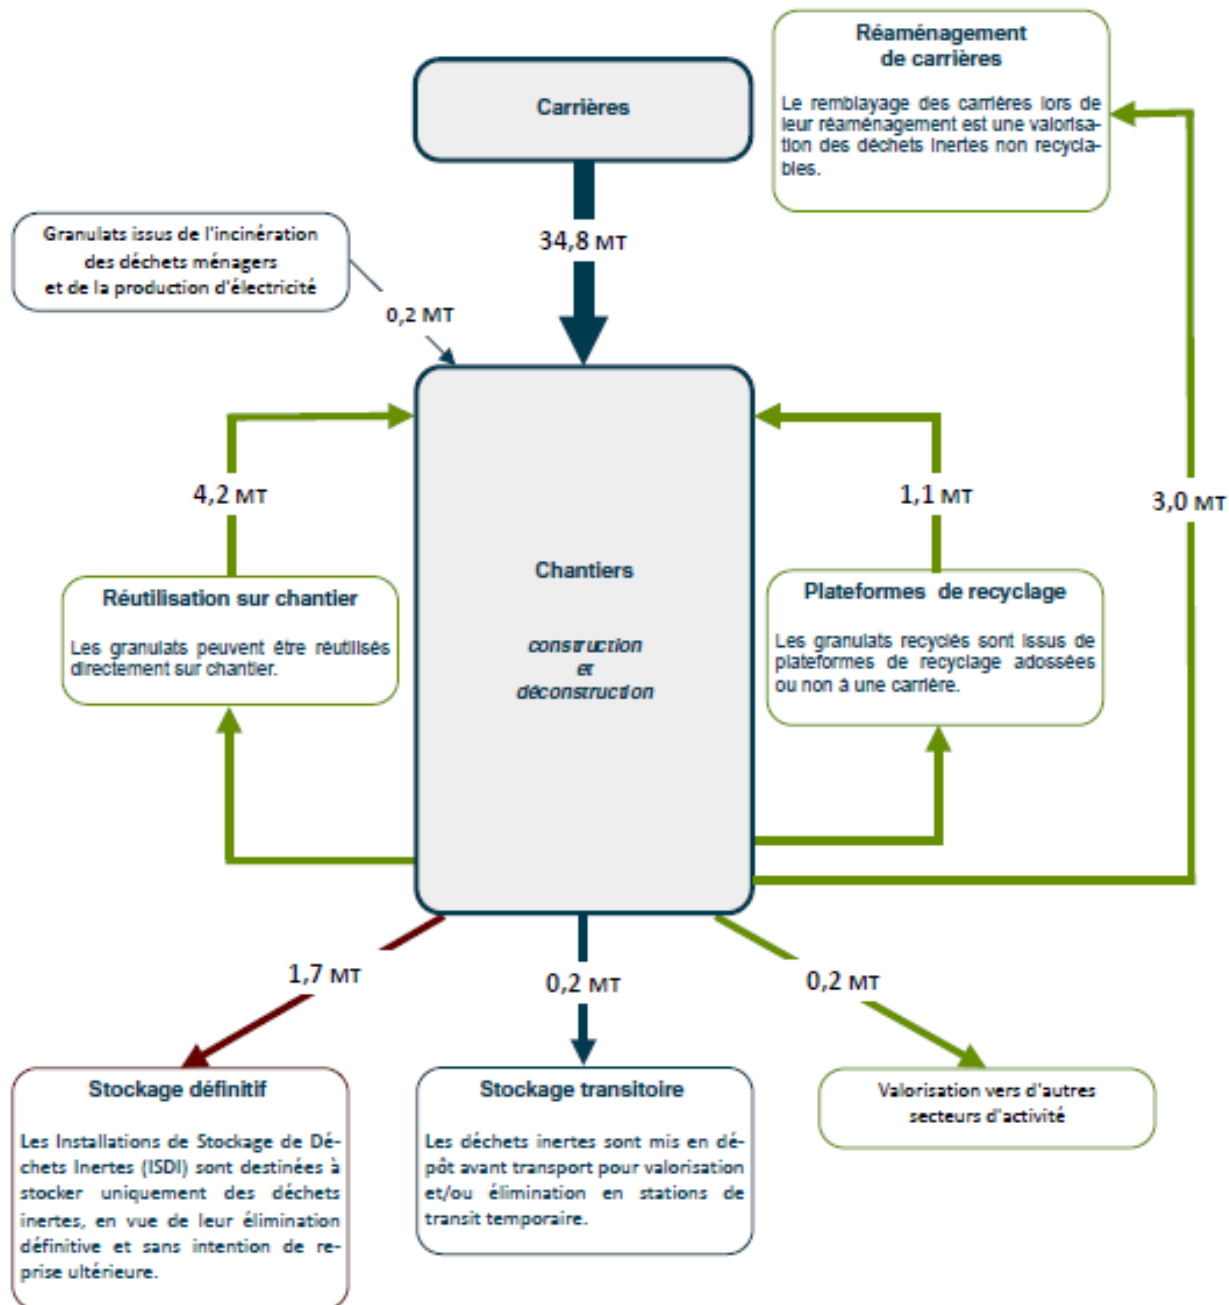 Réaménagement
de carrières
Le remblayage des carrières lors de
leur réaménagement est une valorisa-
tion des déchets inertes non recycla-
bles.
Carrières
34,8 MT
Granulats issus de l'incinération
des déchets ménagers
et de la production d'électricité
0,2 MT
4,2 MT
1,1 MT
3,0 MT
Réutilisation sur chantier
Les granulats peuvent être réutilisés
directement sur chantier.
Chantiers
construction
et
déconstruction
Plateformes de recyclage
Les granulats recyclés sont issus de
plateformes de recyclage adossées
ou non à une carrière.
1,7 MT
0,2 MT
0,2 MT
Stockage définitif
Les Installations de Stockage de Dé-
chets Inertes (ISDI) sont destinées à
stocker uniquement des déchets
inertes, en vue de leur élimination
définitive et sans intention de re-
prise ultérieure.
Stockage transitoire
Les déchets inertes sont mis en dé-
pôt avant transport pour valorisation
et/ou élimination en stations de
transit temporaire.
Valorisation vers d'autres
secteurs d'activité